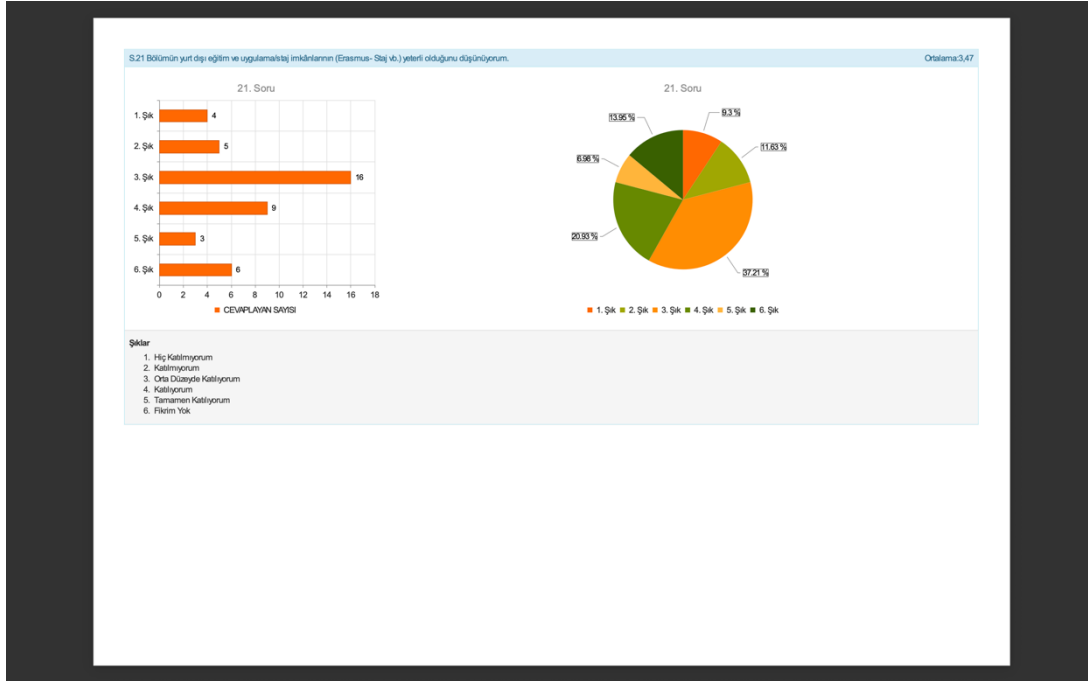 S.21 Bölümün yurt dışı eğitim ve uygulama/staj imkânlarının (Erasmus- Staj vb.) yeterli olduğunu düşünüyorum. Ortalama:3,47
21. Soru
1. Şık 4
2. Şık 5
3. Şık 16
4. Şık 9
5. Şık 3
6. Şık 6
0 2 4 6 8 10 12 14 16 18
CEVAPLAYAN SAYISI
21. Soru
13.95 % 9.3 %
6.98 % 11.63 %
20.93 %
37.21 %
1. Şık 2. Şık 3. Şık 4. Şık 5. Şık 6. Şık
Şıklar
1. Hiç Katılmıyorum
2. Katılmıyorum
3. Orta Düzeyde Katılıyorum
4. Katılıyorum
5. Tamamen Katılıyorum
6. Fikrim Yok